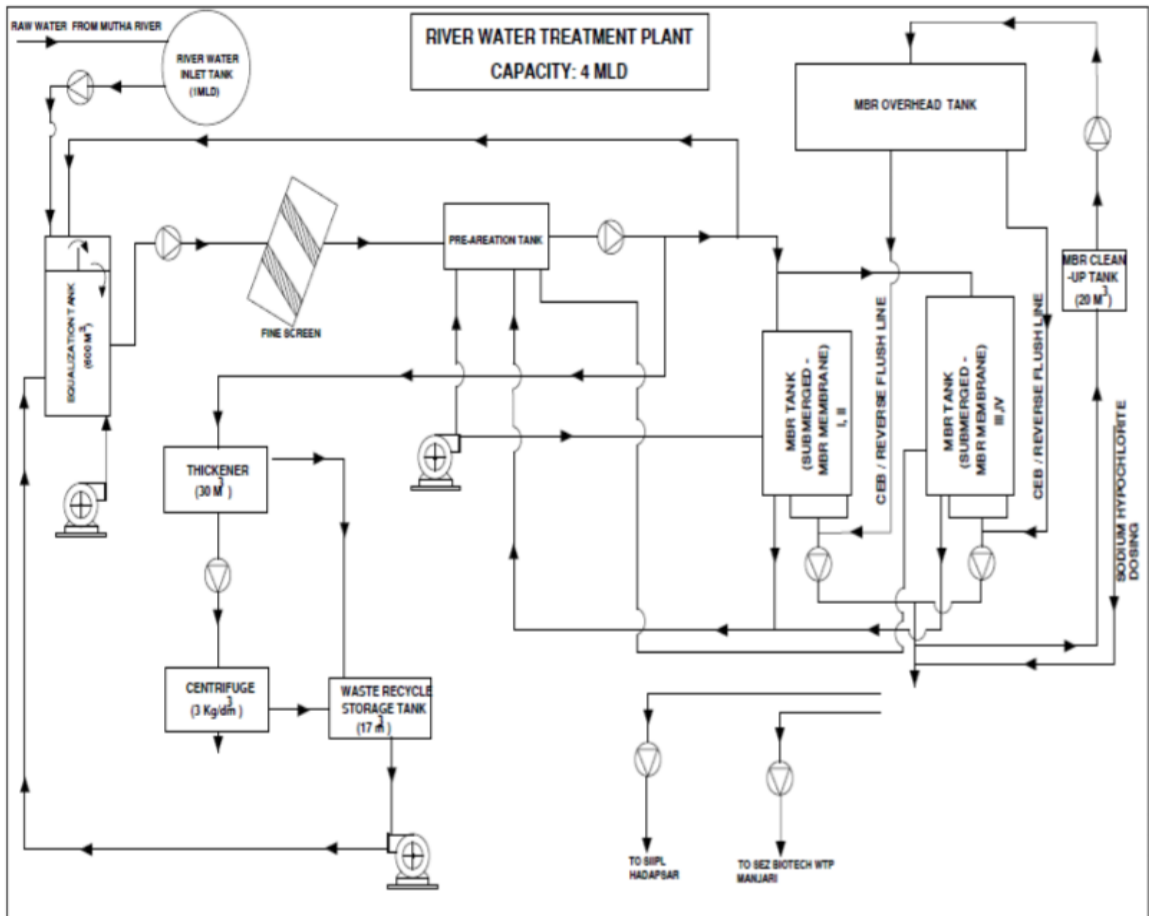 RAW WATER FROM MUTHA RIVER
RIVER WATER
INLET TANK
(1MLD)
RIVER WATER TREATMENT PLANT
CAPACITY: 4 MLD
MBR OVERHEAD TANK
PRE-AREATION TANK
MBR CLEAN
-UP TANK
(20 M³)
EQUALIZATION TANK
(600 M³)
FINE SCREEN
MBR TANK
(SUBMERGED -
MBR MEMBRANE)
I, II
CEB / REVERSE FLUSH LINE
MBR TANK
(SUBMERGED -
MBR MEMBRANE)
III ,IV
CEB / REVERSE FLUSH LINE
SODIUM HYPOCHLORITE
DOSING
THICKENER
(30 M³)
CENTRIFUGE
(3 Kg/dm³)
WASTE RECYCLE
STORAGE TANK
(17 m³)
TO SIIPL
HADAPSAR
TO SEZ BIOTECH WTP
MANJARI